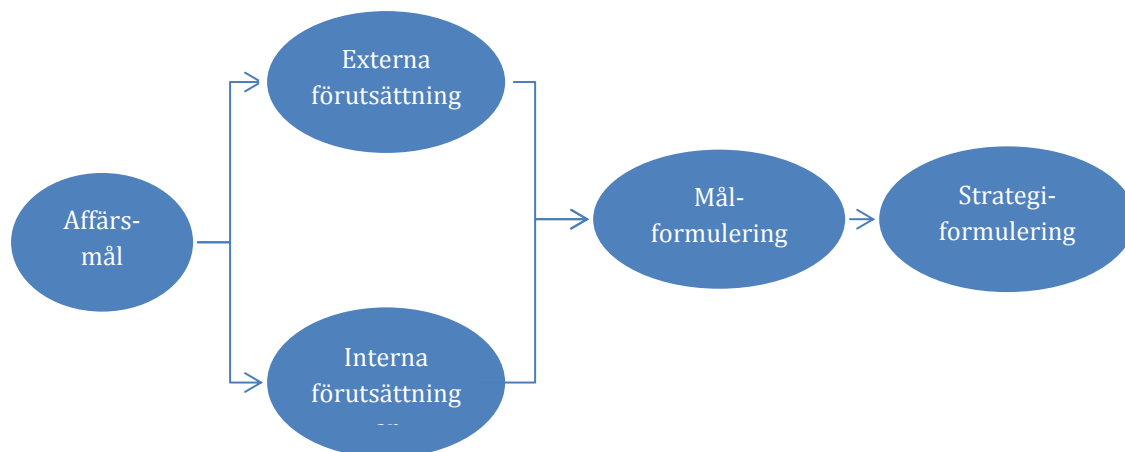 Externa
förutsättning
Affärs-
mål
Mål-
formulering
Strategi-
formulering
Interna
förutsättning